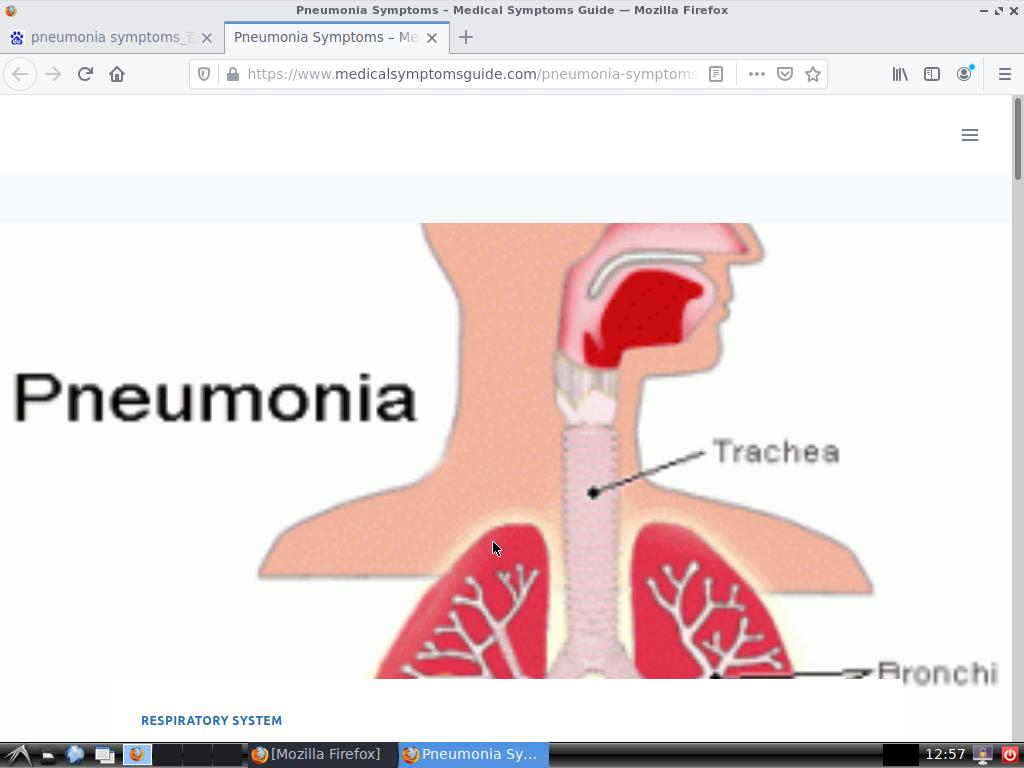 Pneumonia Symptoms – Medical Symptoms Guide — Mozilla Firefox
pneumonia symptoms_
Pneumonia Symptoms – Me
https://www.medicalsymptomsguide.com/pneumonia-symptoms
Pneumonia
Trachea
Bronchi
RESPIRATORY SYSTEM
[Mozilla Firefox]
Pneumonia Sy...
12:57